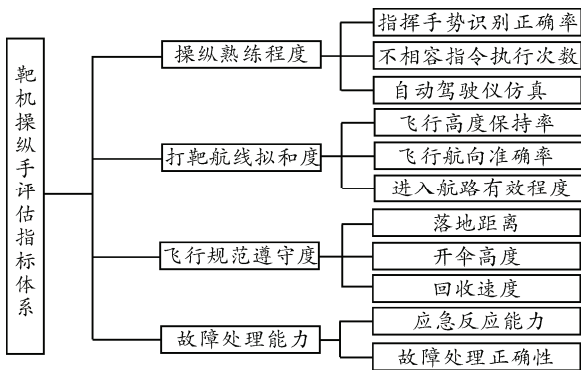 靶机操纵手评估指标体系
操纵熟练程度
指挥手势识别正确率
不相容指令执行次数
自动驾驶仪仿真
打靶航线拟和度
飞行高度保持率
飞行航向准确率
进入航路有效程度
飞行规范遵守度
落地距离
开伞高度
回收速度
故障处理能力
应急反应能力
故障处理正确性